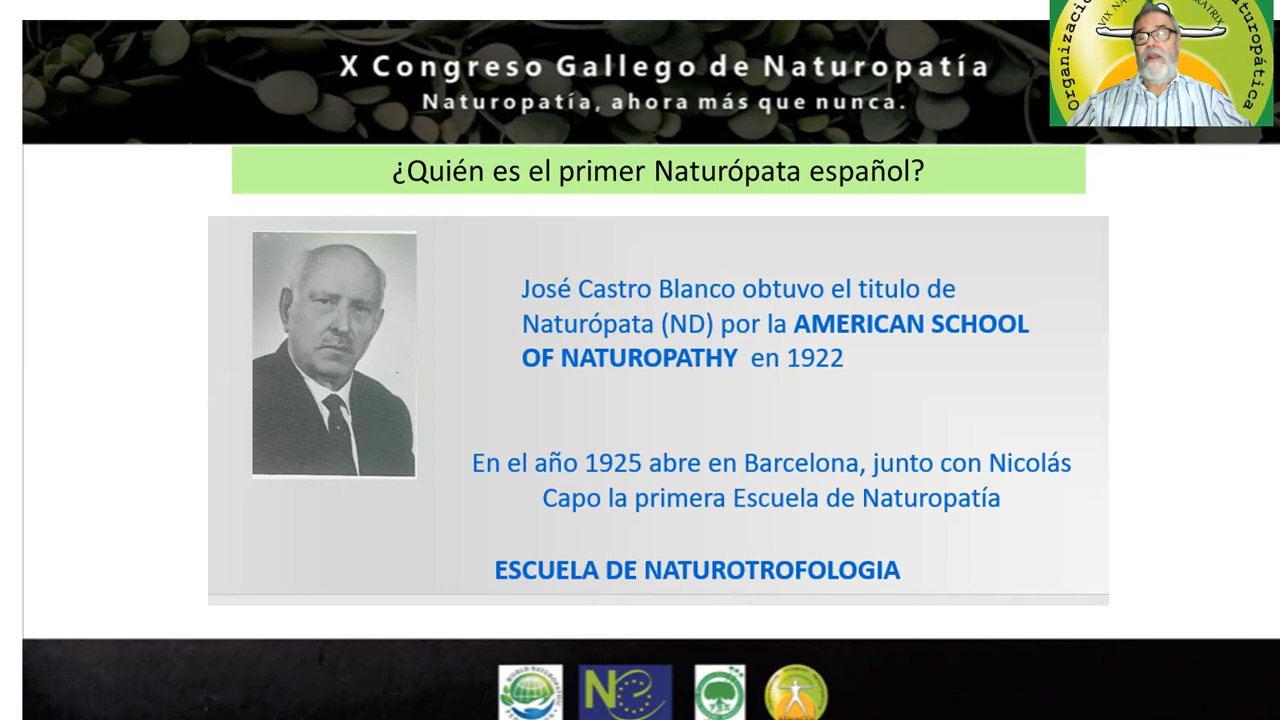 X Congreso Gallego de Naturopatía
Naturopatía, ahora más que nunca.
¿Quién es el primer Naturópata español?
José Castro Blanco obtuvo el titulo de
Naturópata (ND) por la AMERICAN SCHOOL
OF NATUROPATHY en 1922
En el año 1925 abre en Barcelona, junto con Nicolás
Capo la primera Escuela de Naturopatía
ESCUELA DE NATUROTROFOLOGIA
VIX
Ne